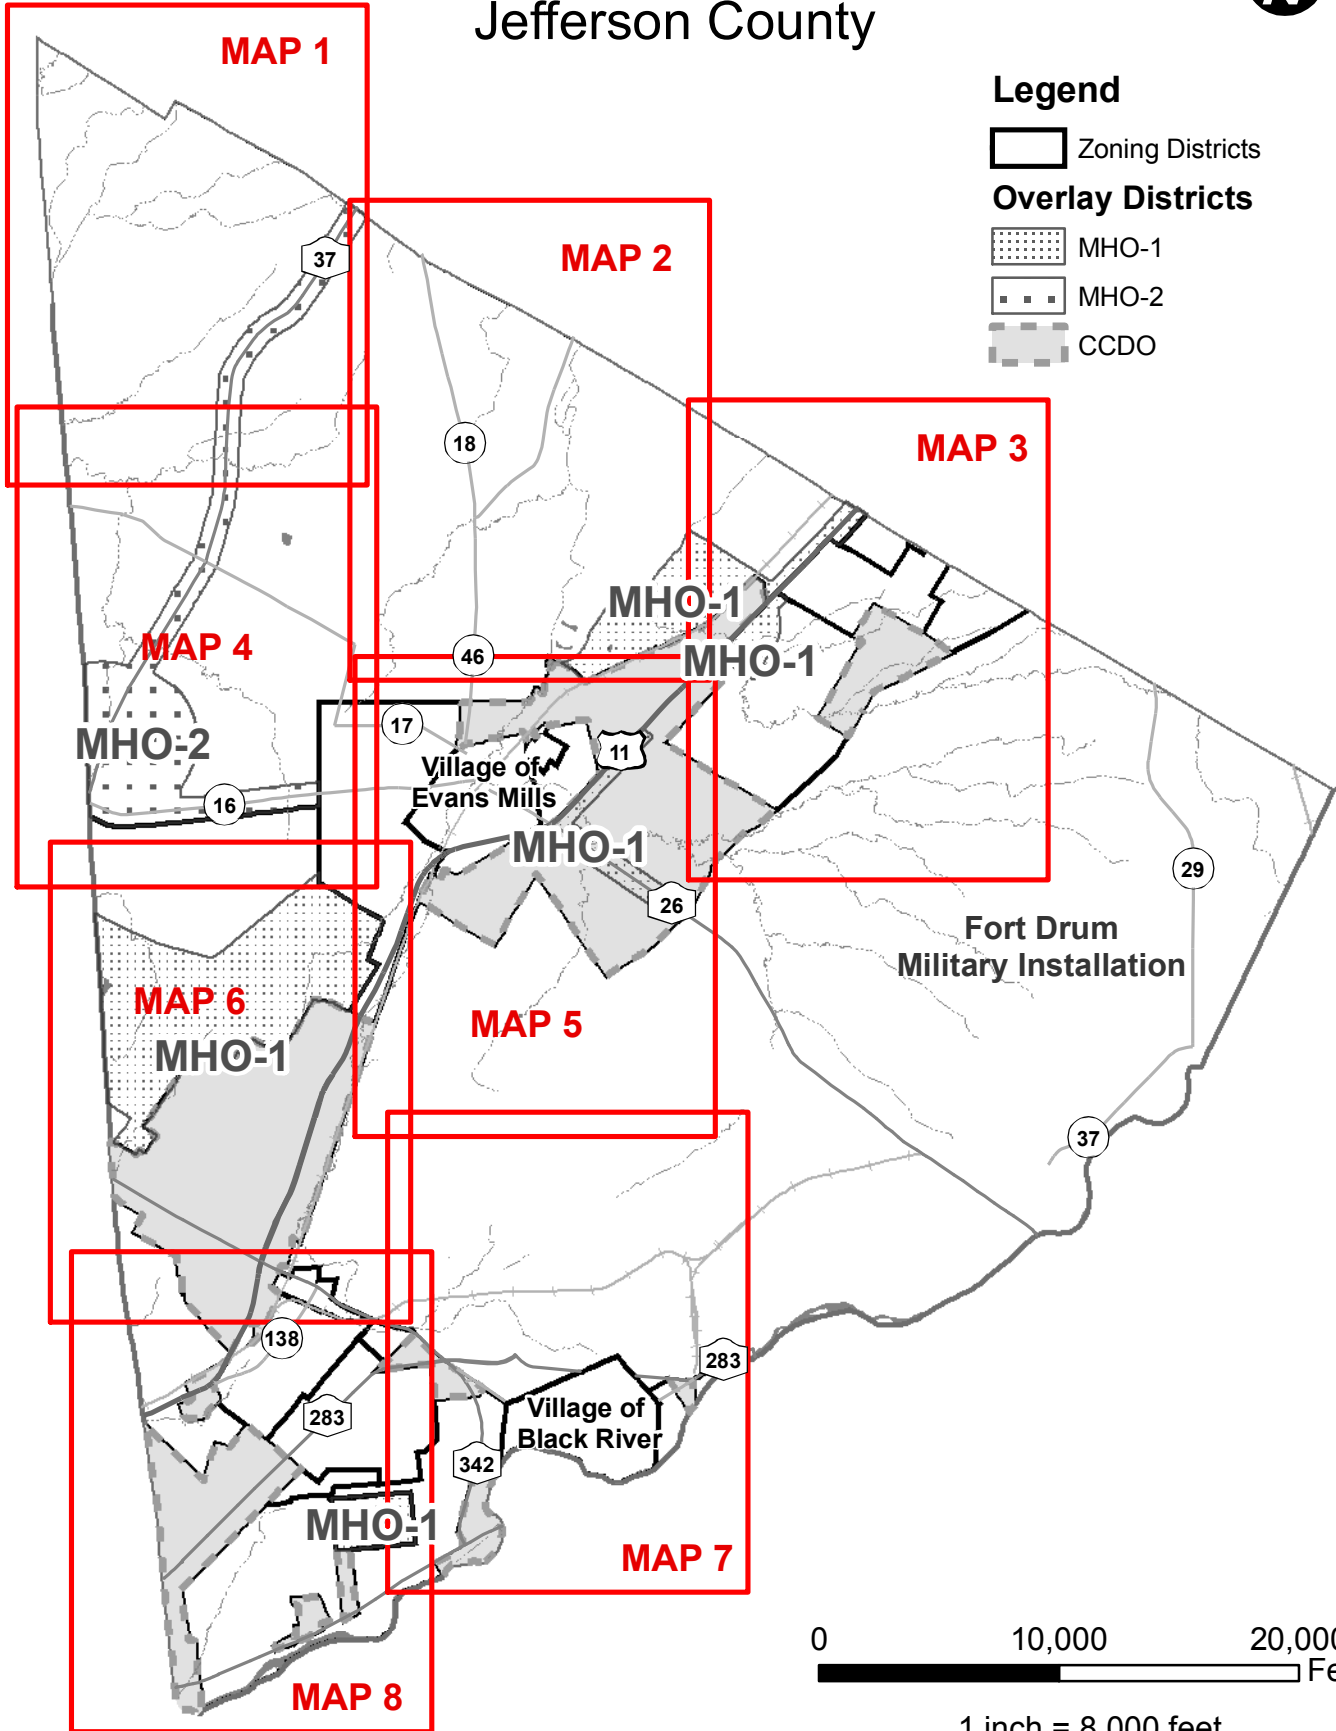 Jefferson County
N
MAP 1
Legend
Zoning Districts
Overlay Districts
MHO-1
MHO-2
CCDO
37
MAP 2
18
MAP 3
MHO-1
46
MHO-1
MAP 4
MHO-2
17
11
Village of
Evans Mills
16
MHO-1
26
29
Fort Drum
Military Installation
MAP 6
MAP 5
MHO-1
37
138
283
283
Village of
Black River
342
MHO-1
MAP 7
MAP 8
0 10,000 20,000
1 inch = 8,000 feet